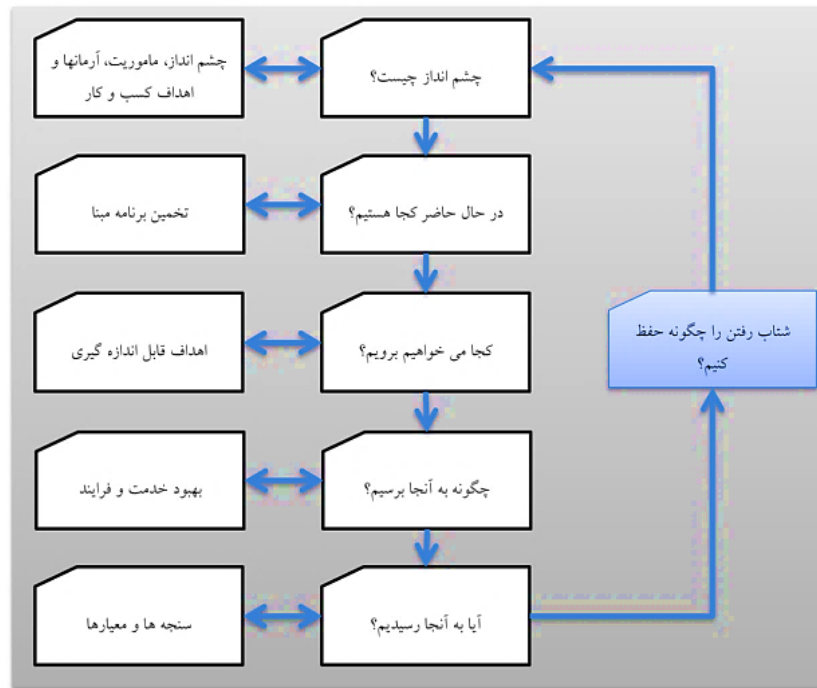 چشم انداز چیست؟
چشم انداز، ماموریت، آرمانها و
اهداف کسب و کار
در حال حاضر کجا هستیم؟
تخمین برنامه مبنا
کجا می خواهیم برویم؟
اهداف قابل اندازه گیری
شتاب رفتن را چگونه حفظ
کنیم؟
چگونه به آنجا برسیم؟
بهبود خدمت و فرایند
آیا به آنجا رسیدیم؟
سنجه ها و معیارها